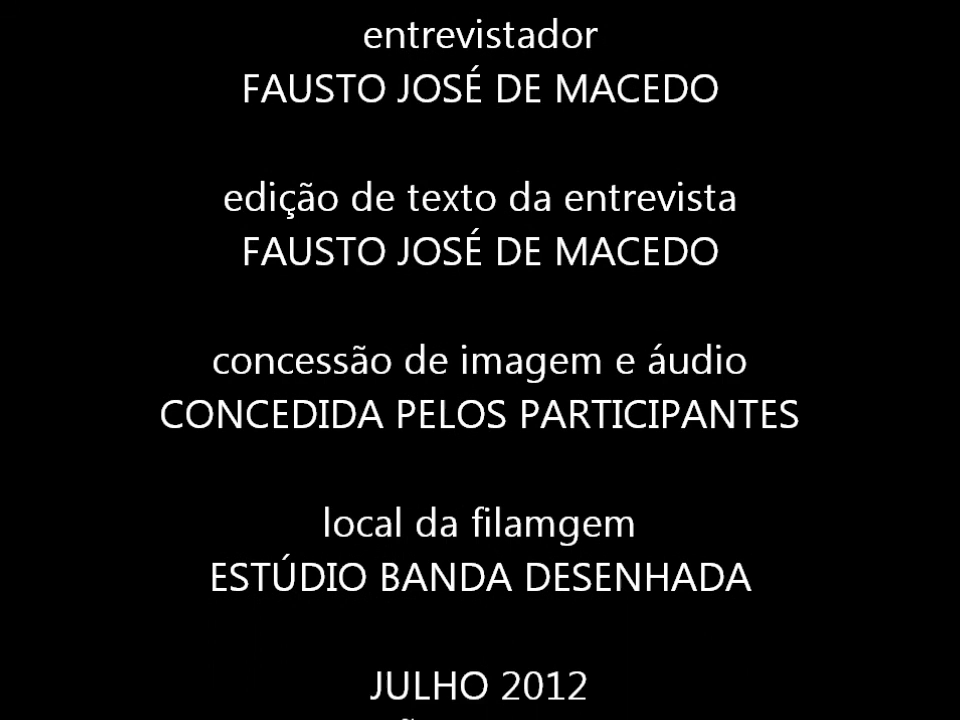 entrevistador
FAUSTO JOSÉ DE MACEDO
edição de texto da entrevista
FAUSTO JOSÉ DE MACEDO
concessão de imagem e áudio
CONCEDIDA PELOS PARTICIPANTES
local da filamgem
ESTÚDIO BANDA DESENHADA
JULHO 2012